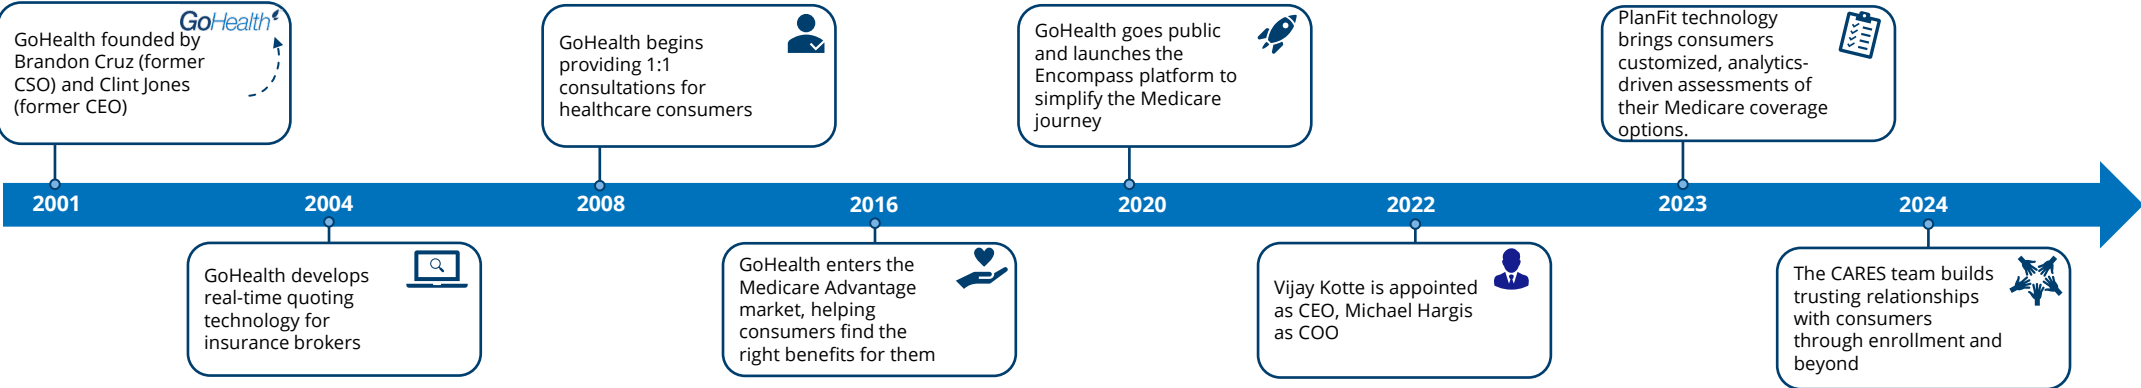 GoHealth
GoHealth founded by
Brandon Cruz (former
CSO) and Clint Jones
(former CEO)
GoHealth begins
providing 1:1
consultations for
healthcare consumers
GoHealth goes public
and launches the
Encompass platform to
simplify the Medicare
journey
PlanFit technology
brings consumers
customized, analytics-
driven assessments of
their Medicare coverage
options.
2001
2004
2008
2016
2020
2022
2023
2024
GoHealth develops
real-time quoting
technology for
insurance brokers
GoHealth enters the
Medicare Advantage
market, helping
consumers find the
right benefits for them
Vijay Kotte is appointed
as CEO, Michael Hargis
as COO
The CARES team builds
trusting relationships
with consumers
through enrollment and
beyond